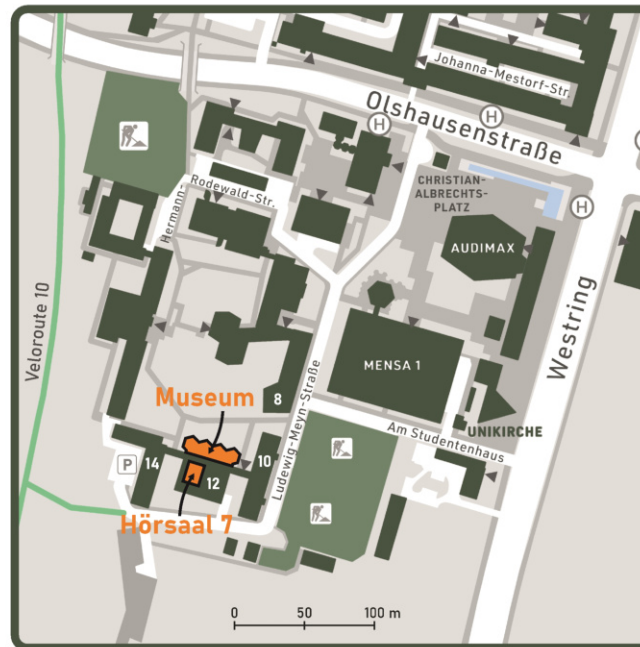 Johanna-Mestorf-Str.
Olshausenstraße
H
H
H
CHRISTIAN-
ALBRECHTS-
PLATZ
AUDIMAX
Rodewald-Str.
Hermann-
Veloroute 10
Westring
MENSA 1
8
Museum
Ludewig-Meyn-Straße
UNIKIRCHE
Am Studentenhaus
P
14
12
10
Hörsaal 7
0 50 100 m